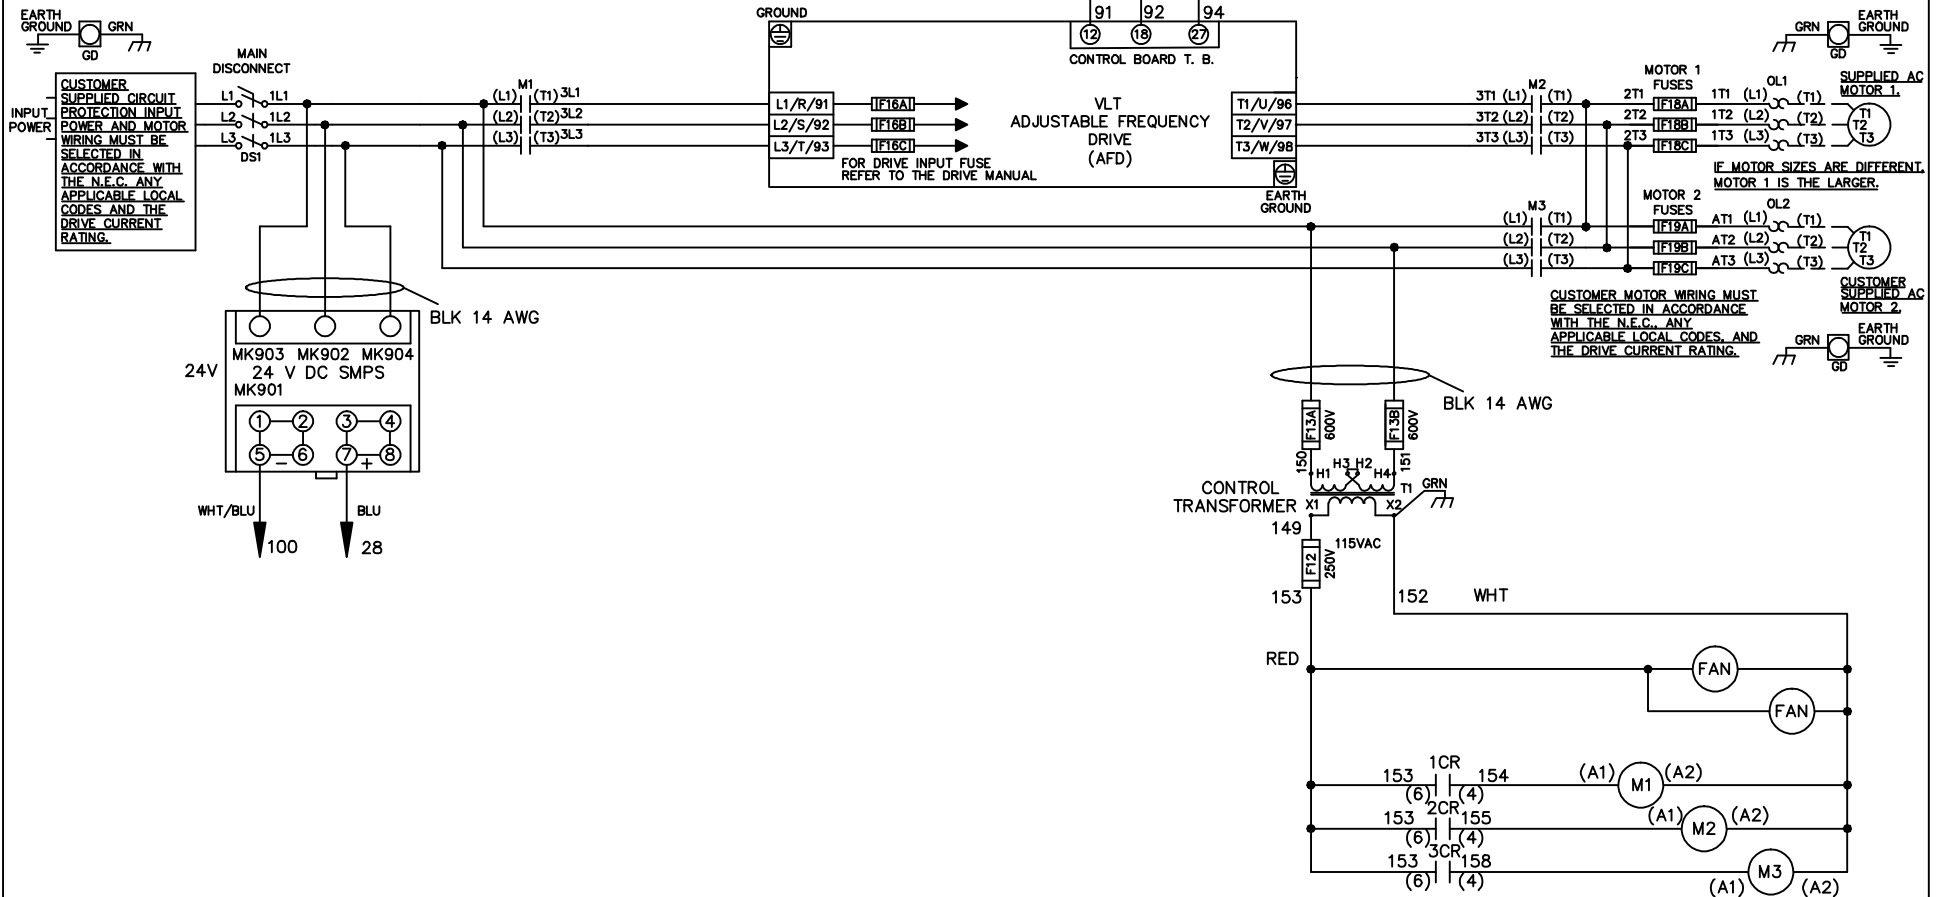 EARTH
GROUND
GRN
GD
MAIN
DISCONNECT
INPUT
POWER
CUSTOMER
SUPPLIED CIRCUIT
PROTECTION INPUT
POWER AND MOTOR
WIRING MUST BE
SELECTED IN
ACCORDANCE WITH
THE N.E.C. ANY
APPLICABLE LOCAL
CODES AND THE
DRIVE CURRENT
RATING.
L1 1L1
L2 1L2
L3 1L3
DS1
M1
(L1) (T1) 3L1
(L2) (T2) 3L2
(L3) (T3) 3L3
GROUND
L1/R/91 F16A
L2/S/92 F16B
L3/T/93 F16C
FOR DRIVE INPUT FUSE
REFER TO THE DRIVE MANUAL
91 92 94
12 18 27
CONTROL BOARD T. B.
VLT
ADJUSTABLE FREQUENCY
DRIVE
(AFD)
T1/U/96
T2/V/97
T3/W/98
EARTH
GROUND
M2
3T1 (L1) (T1)
3T2 (L2) (T2)
3T3 (L3) (T3)
MOTOR 1
FUSES
2T1 F18A 1T1 (L1) (T1)
2T2 F18B 1T2 (L2) (T2)
2T3 F18C 1T3 (L3) (T3)
OL1
GRN
GD
EARTH
GROUND
SUPPLIED AC
MOTOR 1.
T1
T2
T3
IF MOTOR SIZES ARE DIFFERENT,
MOTOR 1 IS THE LARGER.
M3
(L1) (T1)
(L2) (T2)
(L3) (T3)
MOTOR 2
FUSES
F19A AT1 (L1) (T1)
F19B AT2 (L2) (T2)
F19C AT3 (L3) (T3)
OL2
T1
T2
T3
CUSTOMER
SUPPLIED AC
MOTOR 2.
CUSTOMER MOTOR WIRING MUST
BE SELECTED IN ACCORDANCE
WITH THE N.E.C., ANY
APPLICABLE LOCAL CODES, AND
THE DRIVE CURRENT RATING.
GRN
GD
EARTH
GROUND
BLK 14 AWG
MK903 MK902 MK904
24V
24 V DC SMPS
MK901
1 2 3 4
5 − 6 7 + 8
WHT/BLU
BLU
100
28
BLK 14 AWG
F13A
600V
F13B
600V
150
151
H1 H3 H2 H4
T1
GRN
CONTROL
TRANSFORMER
X1 X2
149
115VAC
F12
250V
153
152
WHT
RED
FAN
FAN
1CR
153 154
(6) (4)
(A1) M1 (A2)
2CR
153 155
(6) (4)
(A1) M2 (A2)
3CR
153 158
(6) (4)
(A1) M3 (A2)